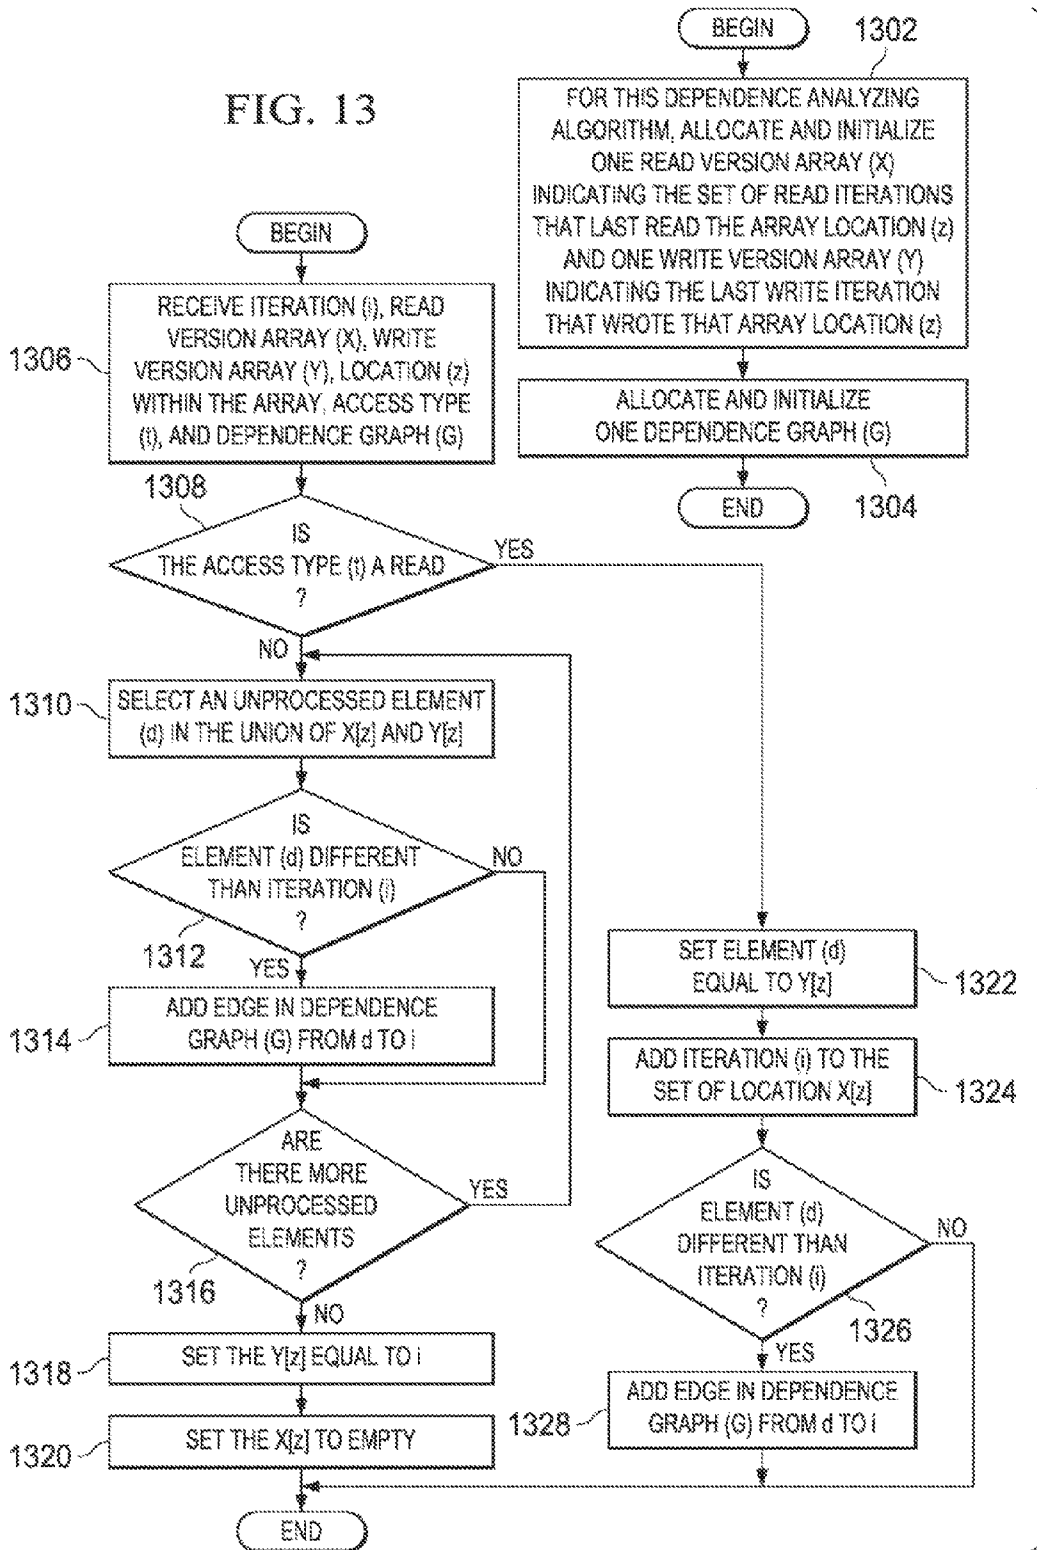 FIG. 13
BEGIN
1302
FOR THIS DEPENDENCE ANALYZING
ALGORITHM, ALLOCATE AND INITIALIZE
ONE READ VERSION ARRAY (X)
INDICATING THE SET OF READ ITERATIONS
THAT LAST READ THE ARRAY LOCATION (z)
AND ONE WRITE VERSION ARRAY (Y)
INDICATING THE LAST WRITE ITERATION
THAT WROTE THAT ARRAY LOCATION (z)
ALLOCATE AND INITIALIZE
ONE DEPENDENCE GRAPH (G)
1304
END
BEGIN
1306
RECEIVE ITERATION (i), READ
VERSION ARRAY (X), WRITE
VERSION ARRAY (Y), LOCATION (z)
WITHIN THE ARRAY, ACCESS TYPE
(t), AND DEPENDENCE GRAPH (G)
1308
IS
THE ACCESS TYPE (t) A READ
?
YES
NO
1310
SELECT AN UNPROCESSED ELEMENT
(d) IN THE UNION OF X[z] AND Y[z]
IS
ELEMENT (d) DIFFERENT
THAN ITERATION (i)
?
NO
1312
YES
1314
ADD EDGE IN DEPENDENCE
GRAPH (G) FROM d TO i
ARE
THERE MORE
UNPROCESSED
ELEMENTS
?
YES
1316
NO
1318
SET THE Y[z] EQUAL TO i
1320
SET THE X[z] TO EMPTY
END
SET ELEMENT (d)
EQUAL TO Y[z]
1322
ADD ITERATION (i) TO THE
SET OF LOCATION X[z]
1324
IS
ELEMENT (d)
DIFFERENT THAN
ITERATION (i)
?
NO
1326
YES
1328
ADD EDGE IN DEPENDENCE
GRAPH (G) FROM d TO i